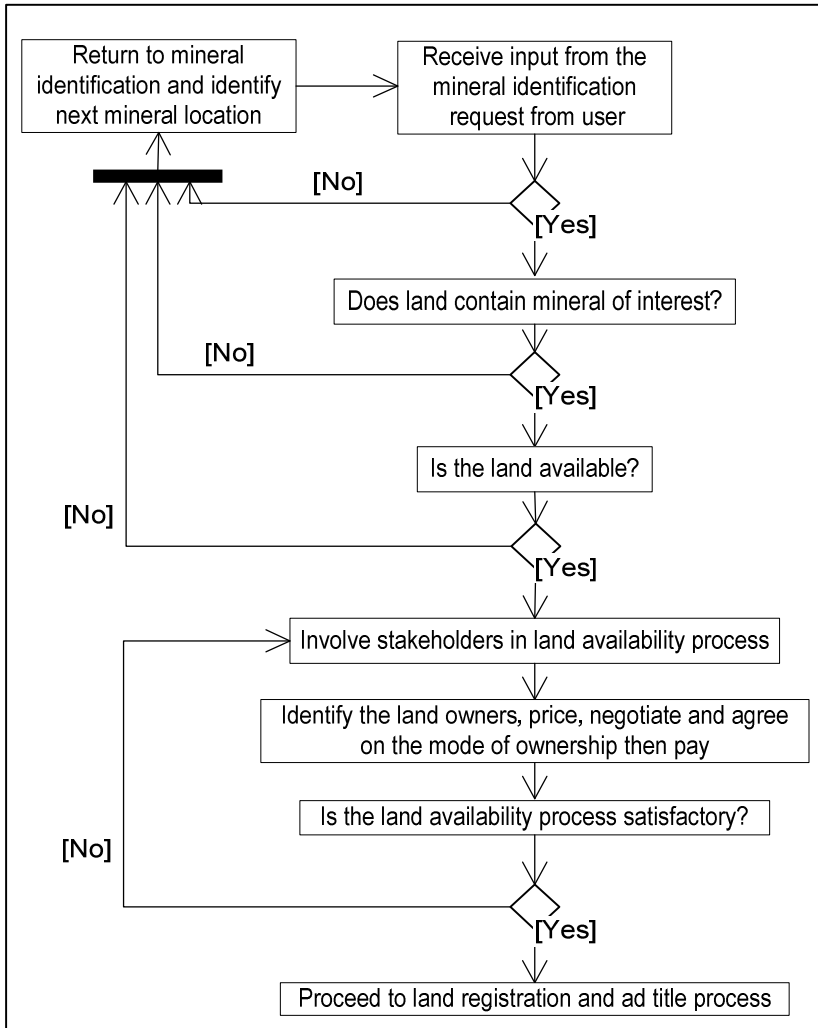 Return to mineral
identification and identify
next mineral location
Receive input from the
mineral identification
request from user
[No]
[Yes]
Does land contain mineral of interest?
[No]
[Yes]
Is the land available?
[No]
[Yes]
Involve stakeholders in land availability process
Identify the land owners, price, negotiate and agree
on the mode of ownership then pay
Is the land availability process satisfactory?
[No]
[Yes]
Proceed to land registration and ad title process